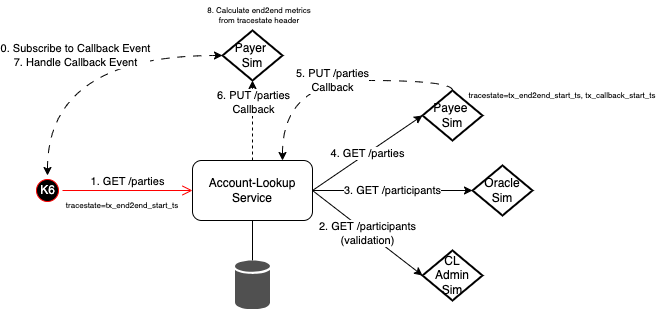 8. Calculate end2end metrics
from tracestate header
0. Subscribe to Callback Event
7. Handle Callback Event
Payer
Sim
5. PUT /parties
Callback
6. PUT /parties
Callback
tracestate=tx_end2end_start_ts, tx_callback_start_ts
Payee
Sim
4. GET /parties
K6
1. GET /parties
tracestate=tx_end2end_start_ts
Account-Lookup
Service
3. GET /participants
Oracle
Sim
2. GET /participants
(validation)
CL
Admin
Sim